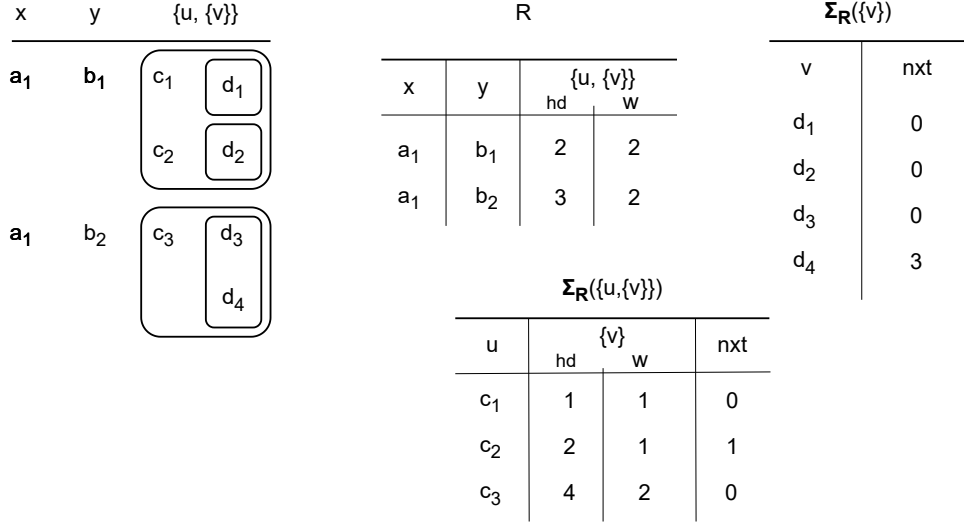 x y {u, {v}}
a₁ b₁ c₁ d₁
c₂ d₂
a₁ b₂ c₃ d₃
d₄
R
x y {u, {v}}
hd w
a₁ b₁ 2 2
a₁ b₂ 3 2
Σ_R({v})
v nxt
d₁ 0
d₂ 0
d₃ 0
d₄ 3
Σ_R({u,{v}})
u {v} nxt
hd w
c₁ 1 1 0
c₂ 2 1 1
c₃ 4 2 0